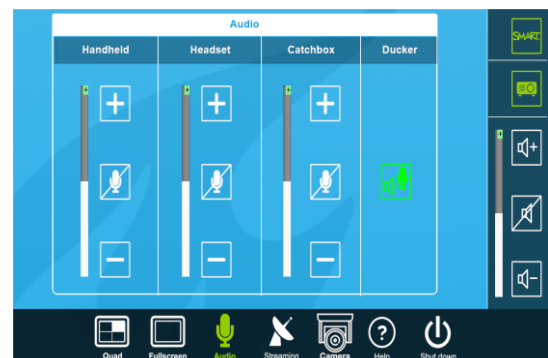 Audio
Handheld Headset Catchbox Ducker
SMART
Quad Fullscreen Audio Streaming Camera Help Shut down